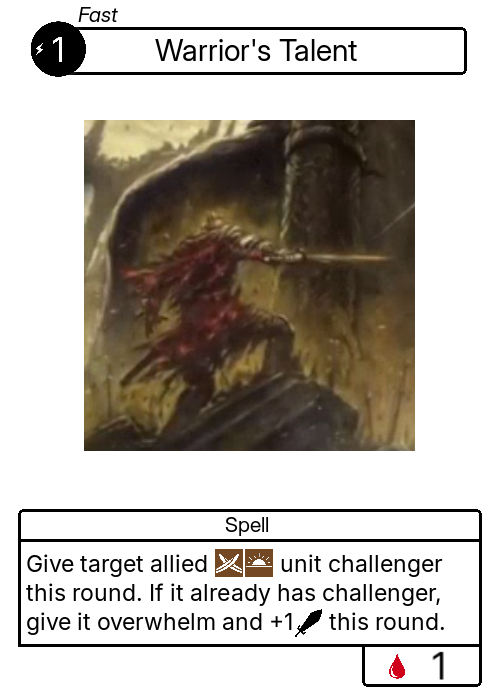 Fast
1
Warrior's Talent
Spell
Give target allied unit challenger
this round. If it already has challenger,
give it overwhelm and +1 this round.
1